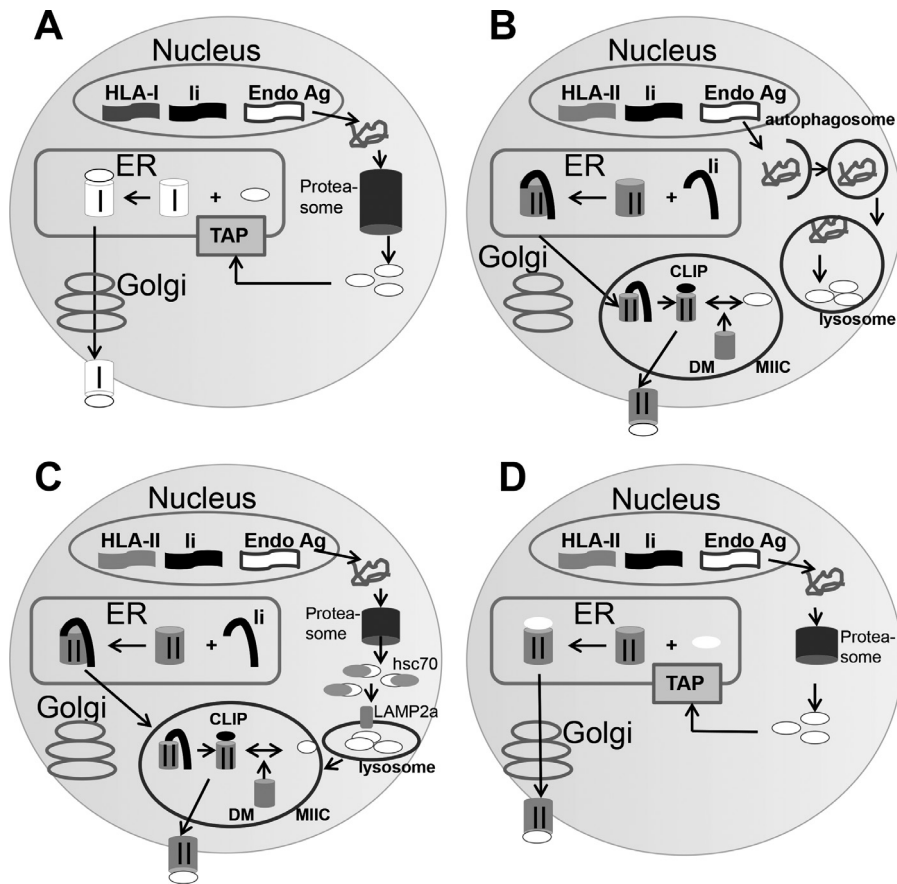 A
Nucleus
HLA-I Ii Endo Ag
ER
I I +
Protea-
some
TAP
Golgi
I
B
Nucleus
HLA-II Ii Endo Ag
autophagosome
ER
Ii
II II +
Golgi
CLIP
II II
DM MIIC
lysosome
II
C
Nucleus
HLA-II Ii Endo Ag
ER
Ii
II II +
Protea-
some
hsc70
LAMP2a
Golgi
CLIP
II II
lysosome
DM MIIC
II
D
Nucleus
HLA-II Ii Endo Ag
ER
II II +
Protea-
some
TAP
Golgi
II